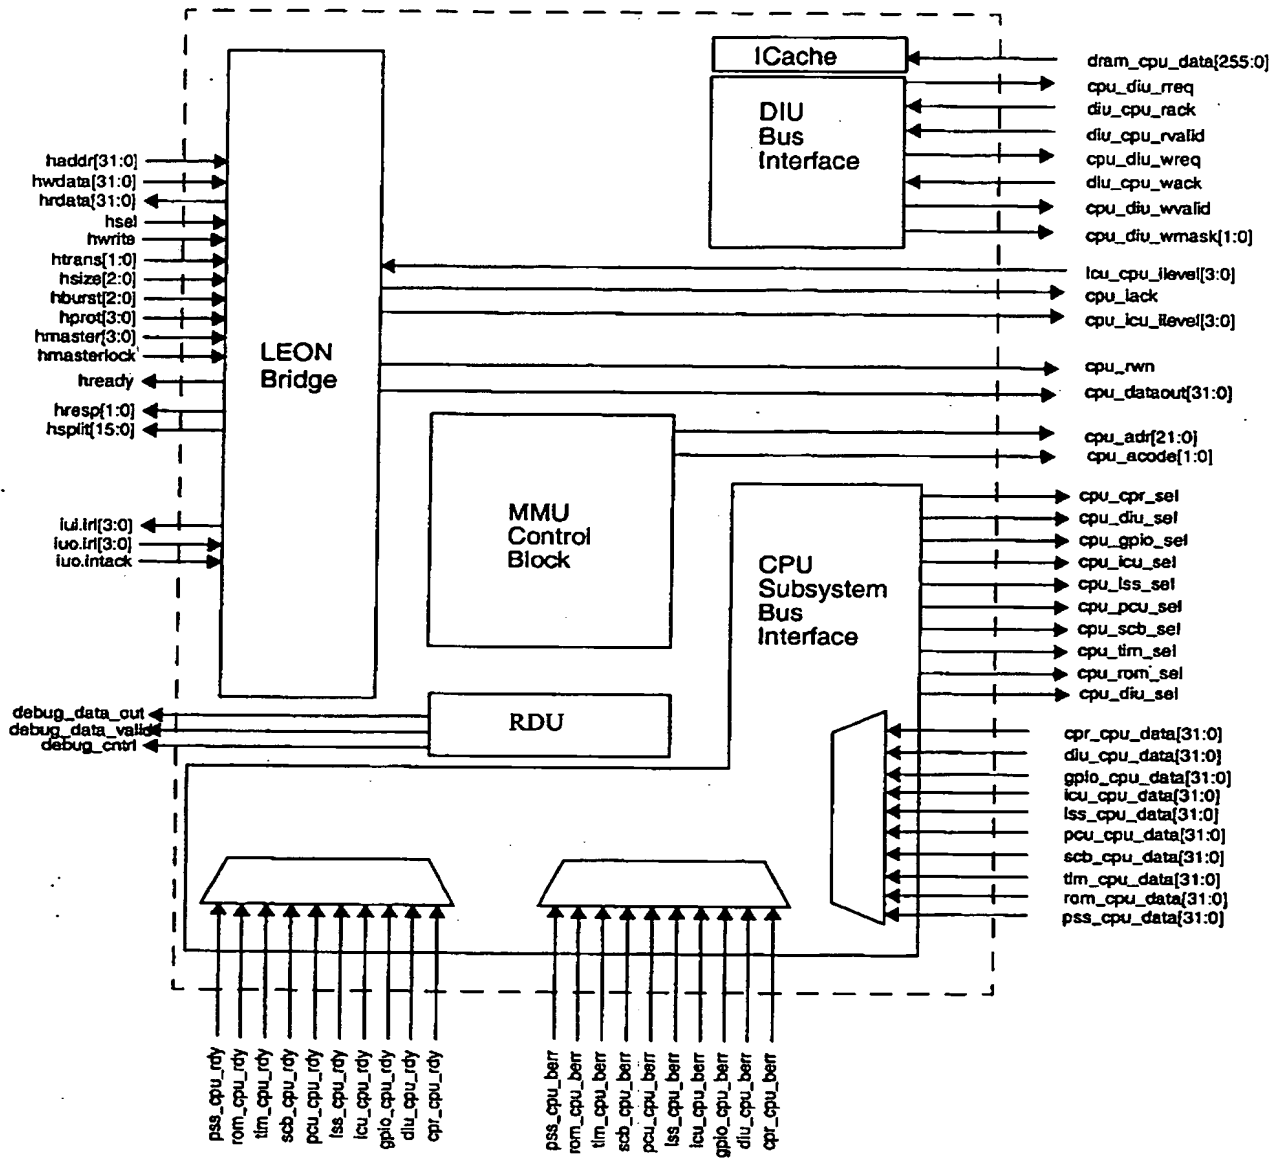 ICache
DIU
Bus
Interface
dram_cpu_data[255:0]
cpu_diu_rreq
diu_cpu_rack
diu_cpu_rvalid
cpu_diu_wreq
diu_cpu_wack
cpu_diu_wvalid
cpu_diu_wmask[1:0]
haddr[31:0]
hwdata[31:0]
hrdata[31:0]
hsel
hwrite
htrans[1:0]
hsize[2:0]
hburst[2:0]
hprot[3:0]
hmaster[3:0]
hmasterlock
hready
hresp[1:0]
hsplit[15:0]
iui.irl[3:0]
iuo.irl[3:0]
iuo.intack
LEON
Bridge
icu_cpu_ilevel[3:0]
cpu_iack
cpu_icu_ilevel[3:0]
cpu_rwn
cpu_dataout[31:0]
cpu_adr[21:0]
cpu_acode[1:0]
MMU
Control
Block
CPU
Subsystem
Bus
Interface
cpu_cpr_sel
cpu_diu_sel
cpu_gpio_sel
cpu_icu_sel
cpu_lss_sel
cpu_pcu_sel
cpu_scb_sel
cpu_tim_sel
cpu_rom_sel
cpu_diu_sel
debug_data_out
debug_data_valid
debug_cntrl
RDU
cpr_cpu_data[31:0]
diu_cpu_data[31:0]
gpio_cpu_data[31:0]
icu_cpu_data[31:0]
lss_cpu_data[31:0]
pcu_cpu_data[31:0]
scb_cpu_data[31:0]
tim_cpu_data[31:0]
rom_cpu_data[31:0]
pss_cpu_data[31:0]
pss_cpu_rdy
rom_cpu_rdy
tim_cpu_rdy
scb_cpu_rdy
pcu_cpu_rdy
lss_cpu_rdy
icu_cpu_rdy
gpio_cpu_rdy
diu_cpu_rdy
cpr_cpu_rdy
pss_cpu_berr
rom_cpu_berr
tim_cpu_berr
scb_cpu_berr
pcu_cpu_berr
lss_cpu_berr
icu_cpu_berr
gpio_cpu_berr
diu_cpu_berr
cpr_cpu_berr